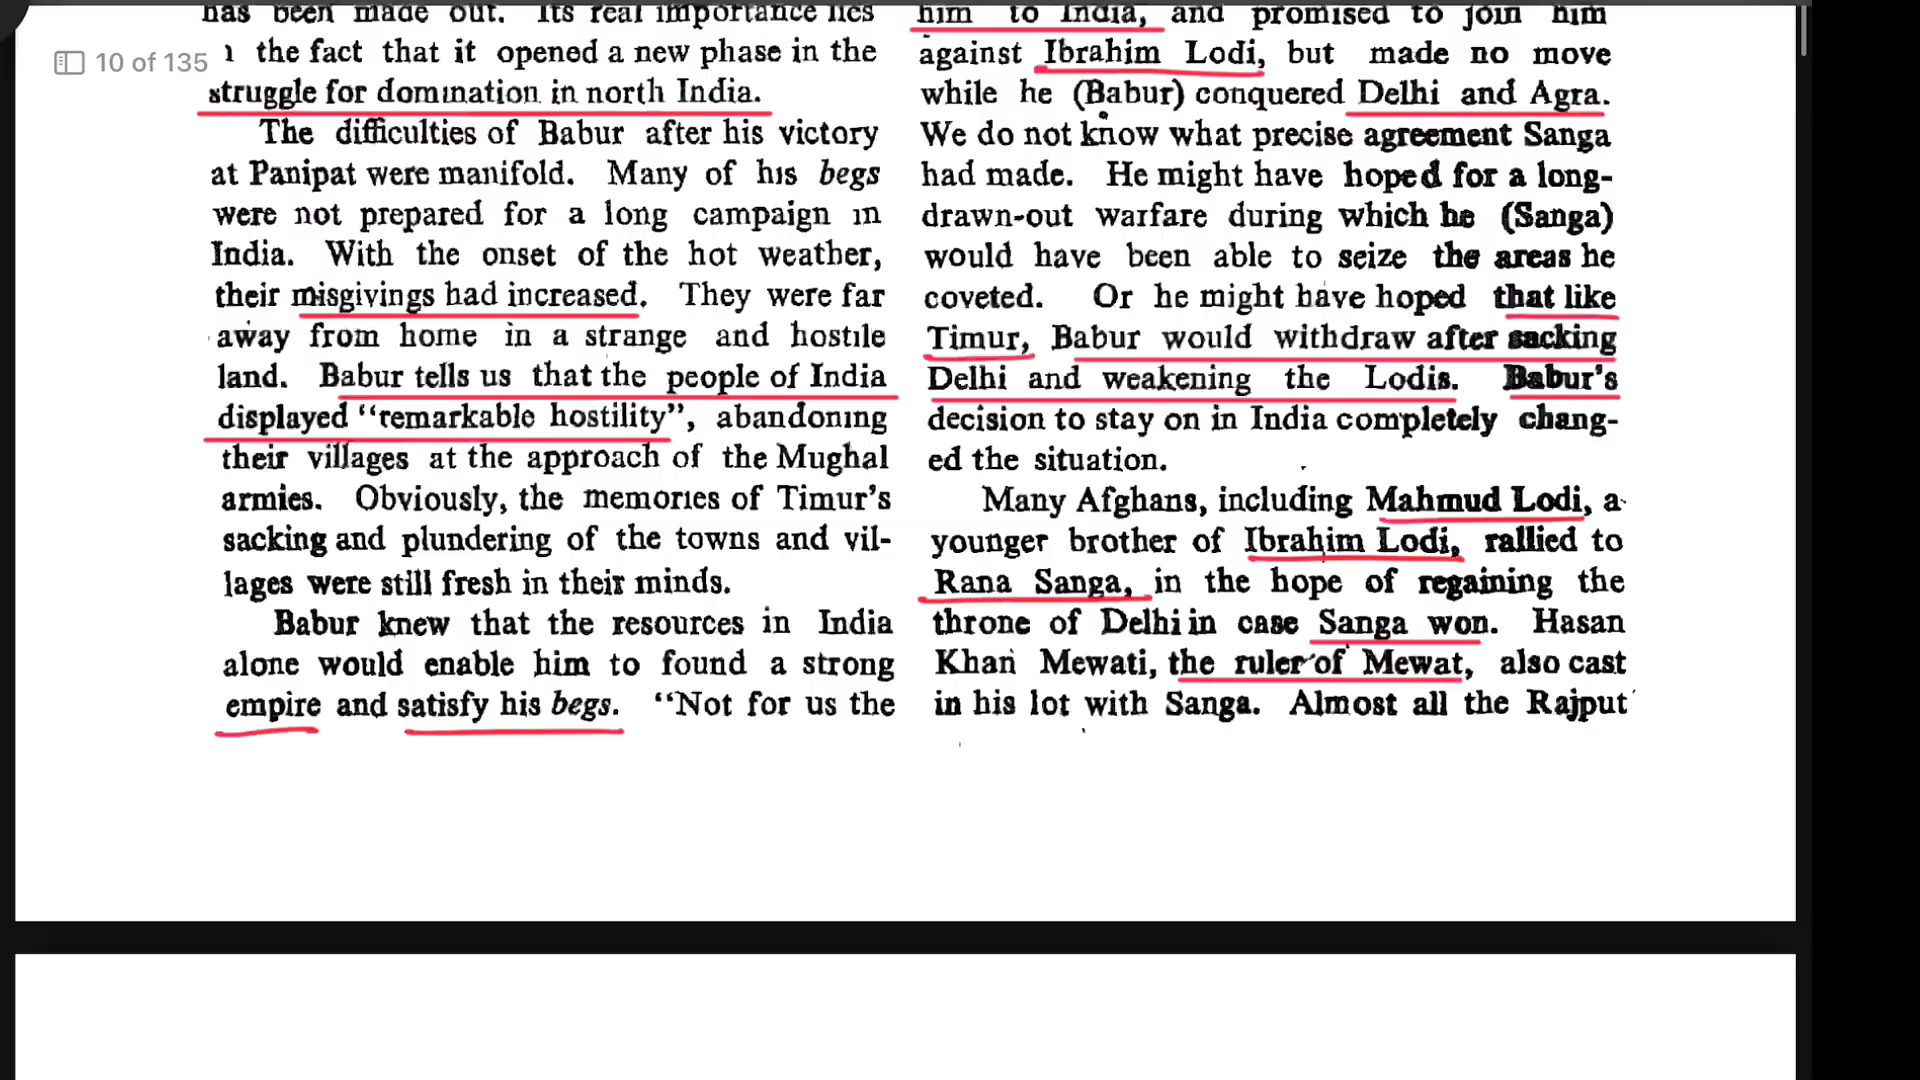 10 of 135
has been made out. Its real importance lies
the fact that it opened a new phase in the
struggle for domination in north India.
The difficulties of Babur after his victory
at Panipat were manifold. Many of his begs
were not prepared for a long campaign in
India. With the onset of the hot weather,
their misgivings had increased. They were far
away from home in a strange and hostile
land. Babur tells us that the people of India
displayed “remarkable hostility”, abandoning
their villages at the approach of the Mughal
armies. Obviously, the memories of Timur’s
sacking and plundering of the towns and vil-
lages were still fresh in their minds.
Babur knew that the resources in India
alone would enable him to found a strong
empire and satisfy his begs. “Not for us the
him to India, and promised to join him
against Ibrahim Lodi, but made no move
while he (Babur) conquered Delhi and Agra.
We do not know what precise agreement Sanga
had made. He might have hoped for a long-
drawn-out warfare during which he (Sanga)
would have been able to seize the areas he
coveted. Or he might have hoped that like
Timur, Babur would withdraw after sacking
Delhi and weakening the Lodis. Babur’s
decision to stay on in India completely chang-
ed the situation.
Many Afghans, including Mahmud Lodi, a
younger brother of Ibrahim Lodi, rallied to
Rana Sanga, in the hope of regaining the
throne of Delhi in case Sanga won. Hasan
Khan Mewati, the ruler of Mewat, also cast
in his lot with Sanga. Almost all the Rajput